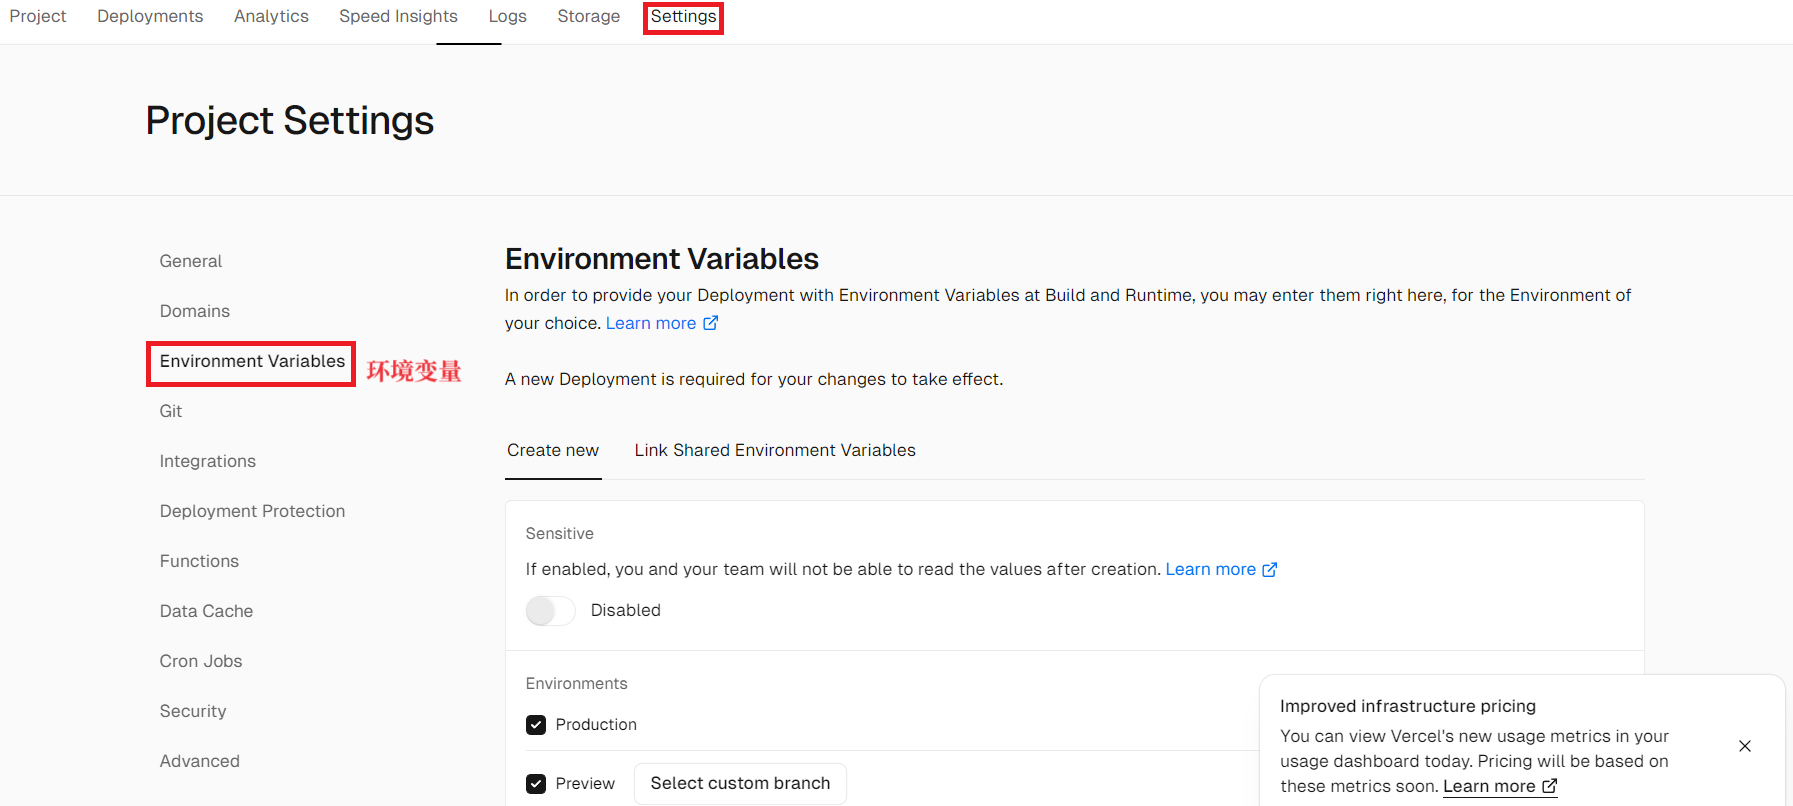 Project Deployments Analytics Speed Insights Logs Storage Settings
Project Settings
General
Domains
Environment Variables 环境变量
Git
Integrations
Deployment Protection
Functions
Data Cache
Cron Jobs
Security
Advanced
Environment Variables
In order to provide your Deployment with Environment Variables at Build and Runtime, you may enter them right here, for the Environment of
your choice. Learn more
A new Deployment is required for your changes to take effect.
Create new Link Shared Environment Variables
Sensitive
If enabled, you and your team will not be able to read the values after creation. Learn more
Disabled
Environments
Production
Preview Select custom branch
Improved infrastructure pricing
You can view Vercel's new usage metrics in your
usage dashboard today. Pricing will be based on
these metrics soon. Learn more